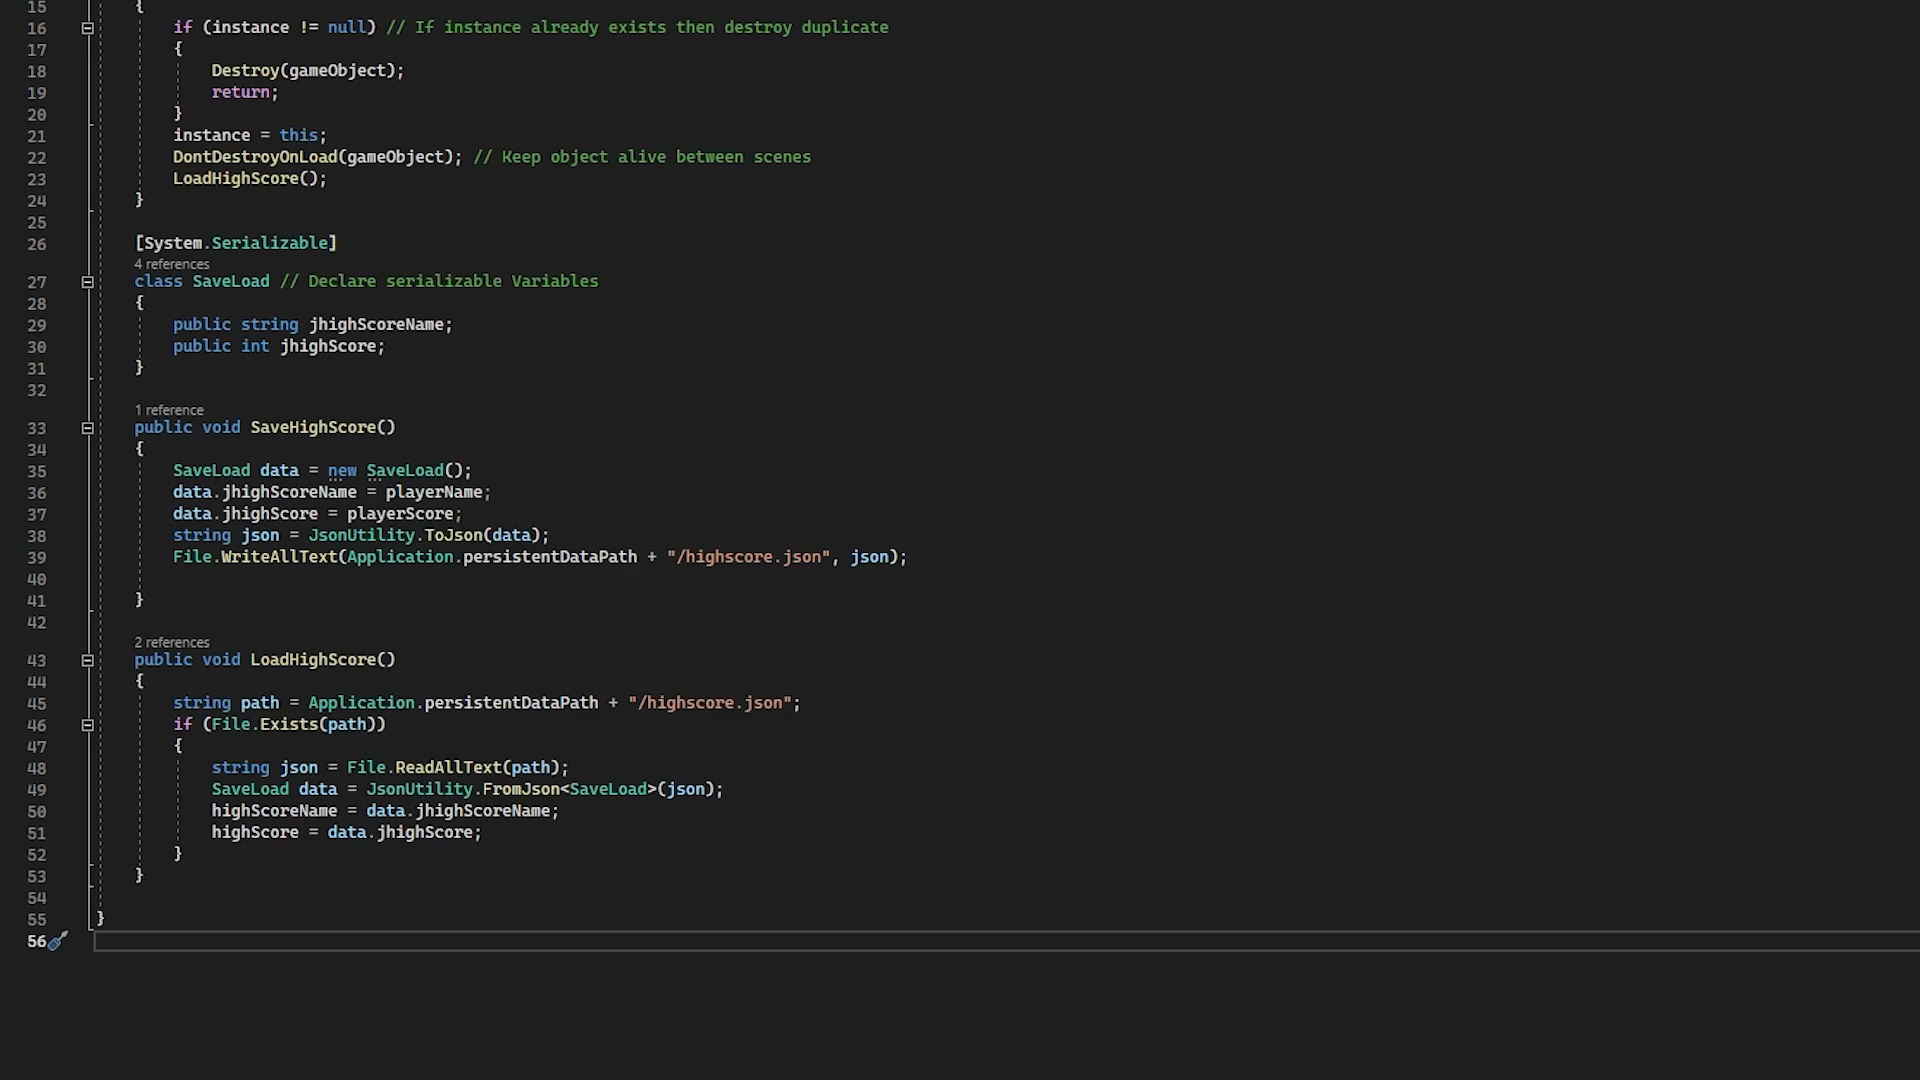 15 {
16 if (instance != null) // If instance already exists then destroy duplicate
17 {
18 Destroy(gameObject);
19 return;
20 }
21 instance = this;
22 DontDestroyOnLoad(gameObject); // Keep object alive between scenes
23 LoadHighScore();
24 }
25
26 [System.Serializable]
4 references
27 class SaveLoad // Declare serializable Variables
28 {
29 public string jhighScoreName;
30 public int jhighScore;
31 }
32
1 reference
33 public void SaveHighScore()
34 {
35 SaveLoad data = new SaveLoad();
36 data.jhighScoreName = playerName;
37 data.jhighScore = playerScore;
38 string json = JsonUtility.ToJson(data);
39 File.WriteAllText(Application.persistentDataPath + "/highscore.json", json);
40
41 }
42
2 references
43 public void LoadHighScore()
44 {
45 string path = Application.persistentDataPath + "/highscore.json";
46 if (File.Exists(path))
47 {
48 string json = File.ReadAllText(path);
49 SaveLoad data = JsonUtility.FromJson<SaveLoad>(json);
50 highScoreName = data.jhighScoreName;
51 highScore = data.jhighScore;
52 }
53 }
54
55 }
56